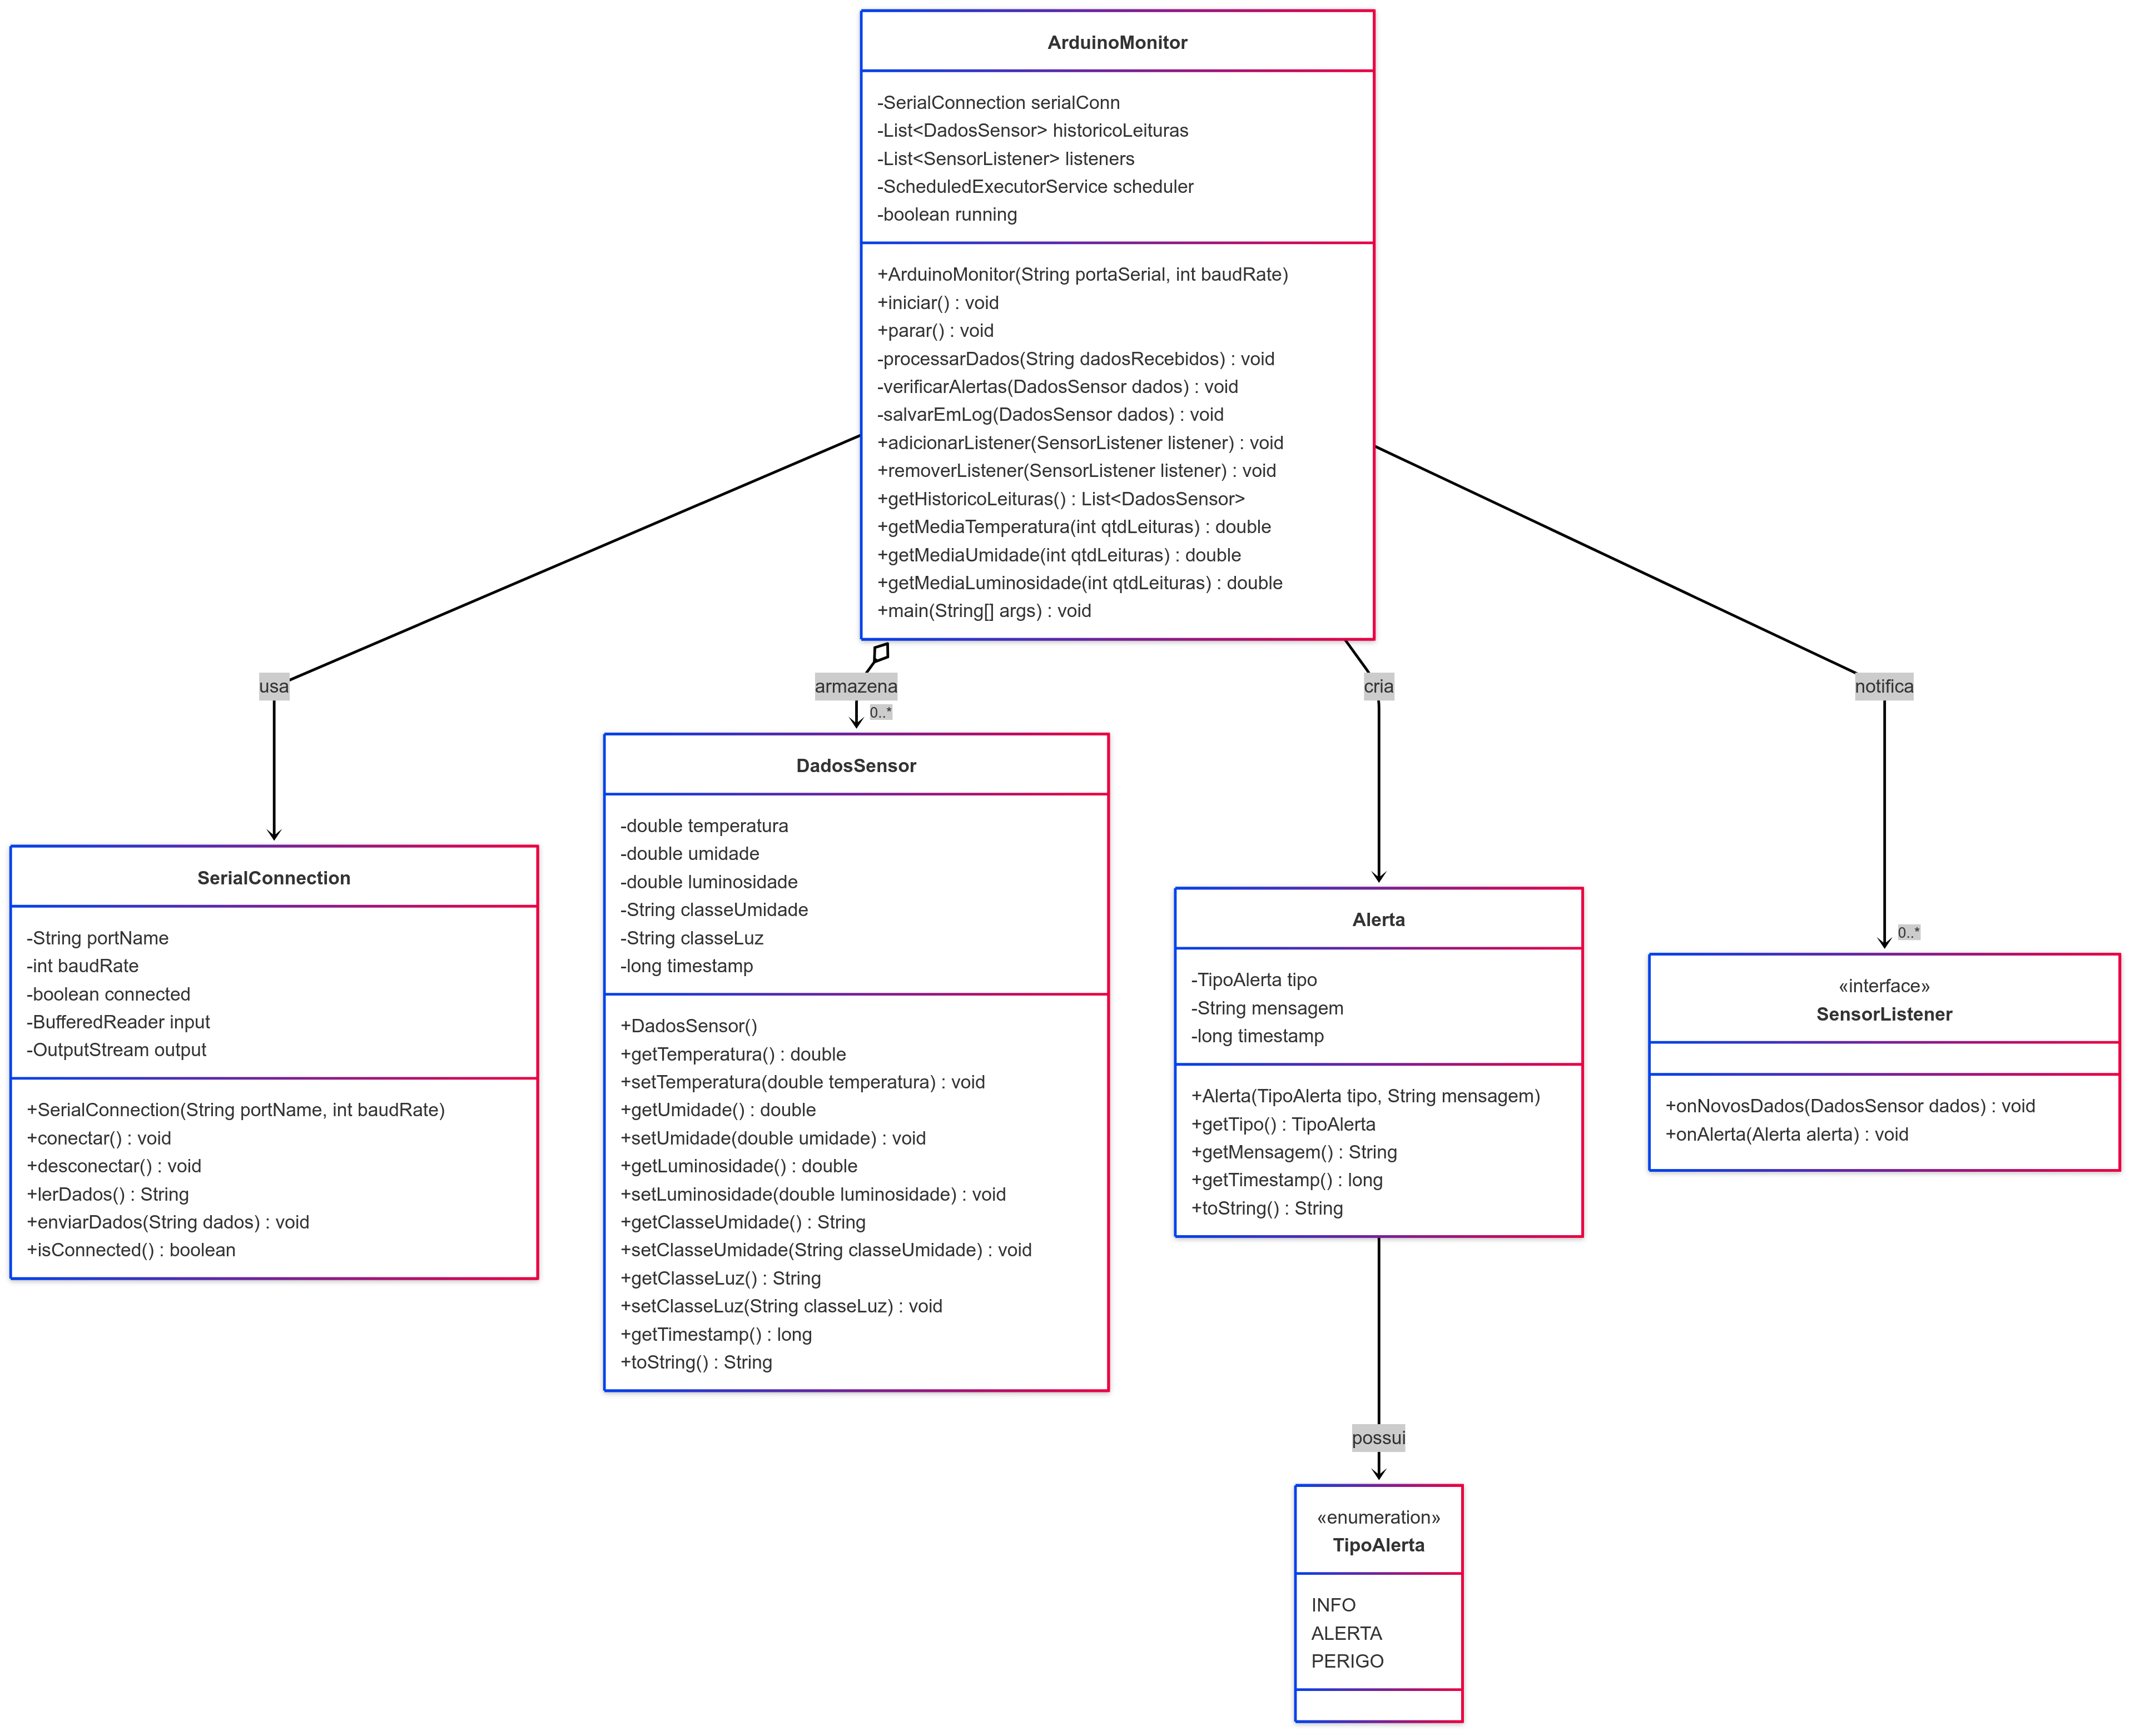 ArduinoMonitor
-SerialConnection serialConn
-List<DadosSensor> historicoLeituras
-List<SensorListener> listeners
-ScheduledExecutorService scheduler
-boolean running
+ArduinoMonitor(String portaSerial, int baudRate)
+iniciar() : void
+parar() : void
-processarDados(String dadosRecebidos) : void
-verificarAlertas(DadosSensor dados) : void
-salvarEmLog(DadosSensor dados) : void
+adicionarListener(SensorListener listener) : void
+removerListener(SensorListener listener) : void
+getHistoricoLeituras() : List<DadosSensor>
+getMediaTemperatura(int qtdLeituras) : double
+getMediaUmidade(int qtdLeituras) : double
+getMediaLuminosidade(int qtdLeituras) : double
+main(String[] args) : void
usa
armazena
cria
notifica
0..*
0..*
SerialConnection
-String portName
-int baudRate
-boolean connected
-BufferedReader input
-OutputStream output
+SerialConnection(String portName, int baudRate)
+conectar() : void
+desconectar() : void
+lerDados() : String
+enviarDados(String dados) : void
+isConnected() : boolean
DadosSensor
-double temperatura
-double umidade
-double luminosidade
-String classeUmidade
-String classeLuz
-long timestamp
+DadosSensor()
+getTemperatura() : double
+setTemperatura(double temperatura) : void
+getUmidade() : double
+setUmidade(double umidade) : void
+getLuminosidade() : double
+setLuminosidade(double luminosidade) : void
+getClasseUmidade() : String
+setClasseUmidade(String classeUmidade) : void
+getClasseLuz() : String
+setClasseLuz(String classeLuz) : void
+getTimestamp() : long
+toString() : String
Alerta
-TipoAlerta tipo
-String mensagem
-long timestamp
+Alerta(TipoAlerta tipo, String mensagem)
+getTipo() : TipoAlerta
+getMensagem() : String
+getTimestamp() : long
+toString() : String
«interface»
SensorListener
+onNovosDados(DadosSensor dados) : void
+onAlerta(Alerta alerta) : void
possui
«enumeration»
TipoAlerta
INFO
ALERTA
PERIGO